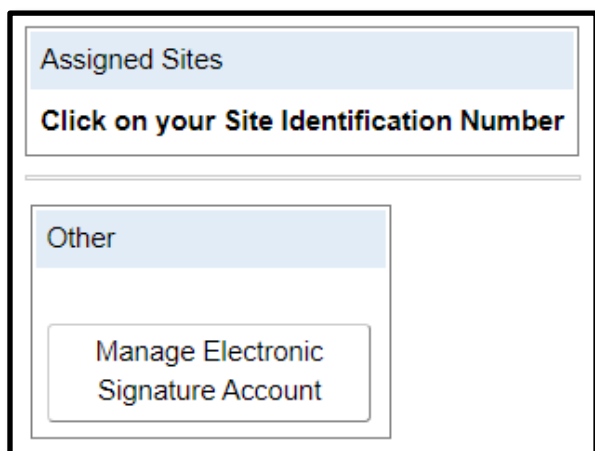 Assigned Sites
Click on your Site Identification Number
Other
Manage Electronic
Signature Account